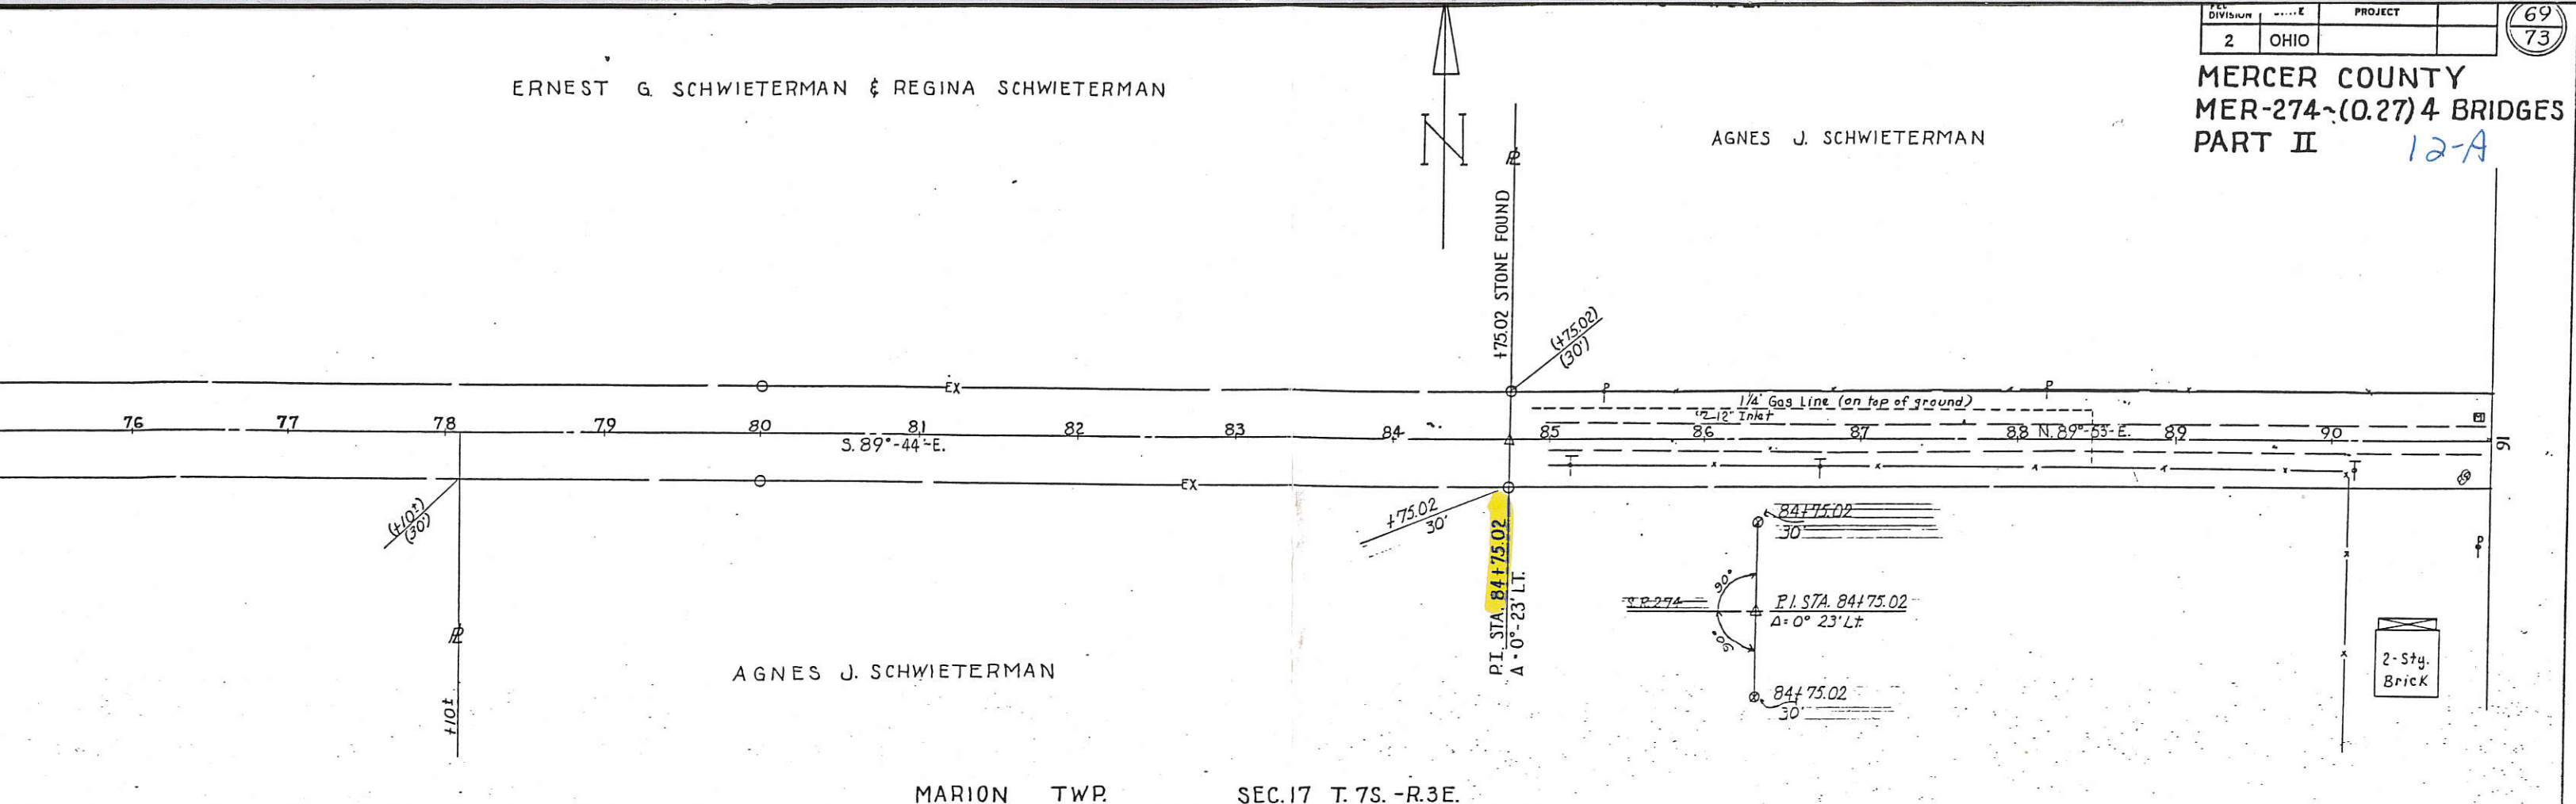 DIVISION PROJECT
2 OHIO
69
73
MERCER COUNTY
MER-274-(0.27) 4 BRIDGES
PART II
12-A
ERNEST G. SCHWIETERMAN & REGINA SCHWIETERMAN
AGNES J. SCHWIETERMAN
N
PL
+75.02 STONE FOUND
(+75.02)
(30')
EX
P
P
1¼" Gas Line (on top of ground)
76 77 78 79 80 81 82 83 84 85 86 87 88 89 90 91
S. 89°-44'-E.
N. 89°-53'-E.
T
T
T
M
EX
(+10±)
(30')
+75.02
30'
P.I. STA. 84+75.02
Δ = 0°-23' LT.
84+75.02
30'
90°
90°
S.R. 274
P.I. STA. 84+75.02
Δ = 0° 23' Lt.
84+75.02
30'
P
2-Sty.
Brick
PL
+10±
AGNES J. SCHWIETERMAN
MARION TWP. SEC. 17 T. 7S. -R. 3E.